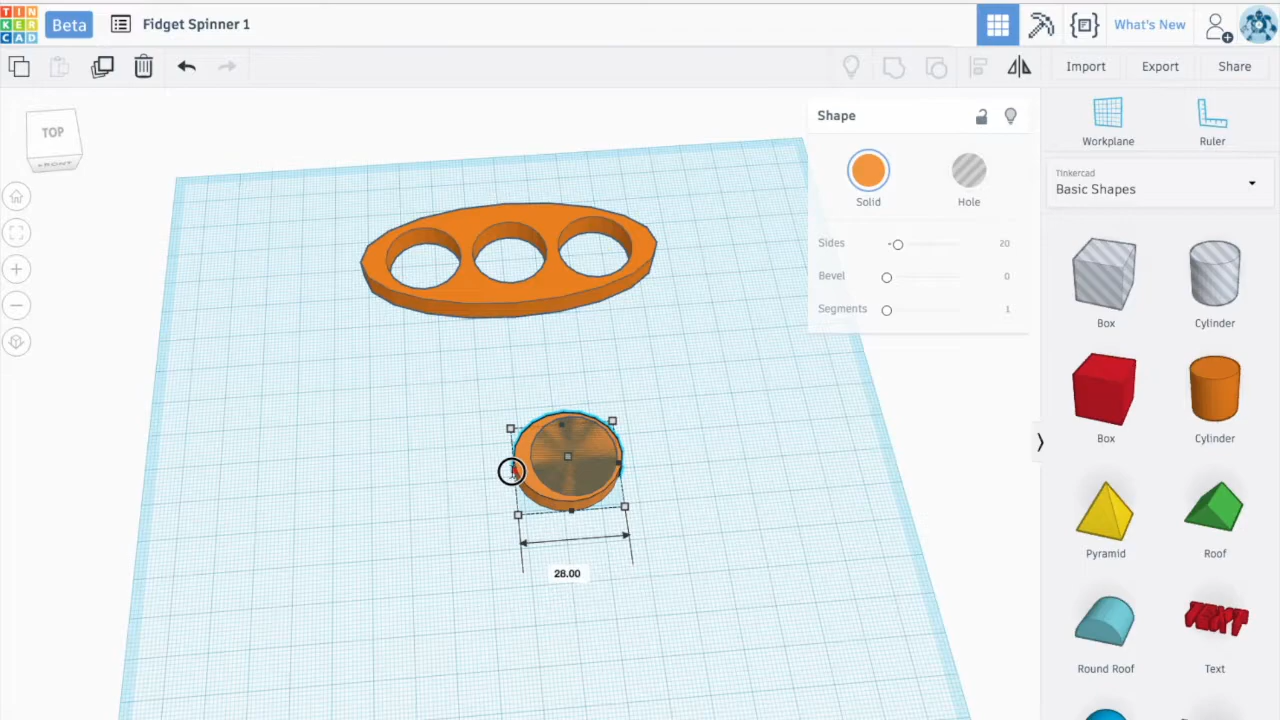 TIN
KER
CAD
Beta
Fidget Spinner 1
What's New
Import
Export
Share
TOP
FRONT
Shape
Solid
Hole
Sides
20
Bevel
0
Segments
1
Workplane
Ruler
Tinkercad
Basic Shapes
Box
Cylinder
Box
Cylinder
Pyramid
Roof
TEXT
Round Roof
Text
28.00